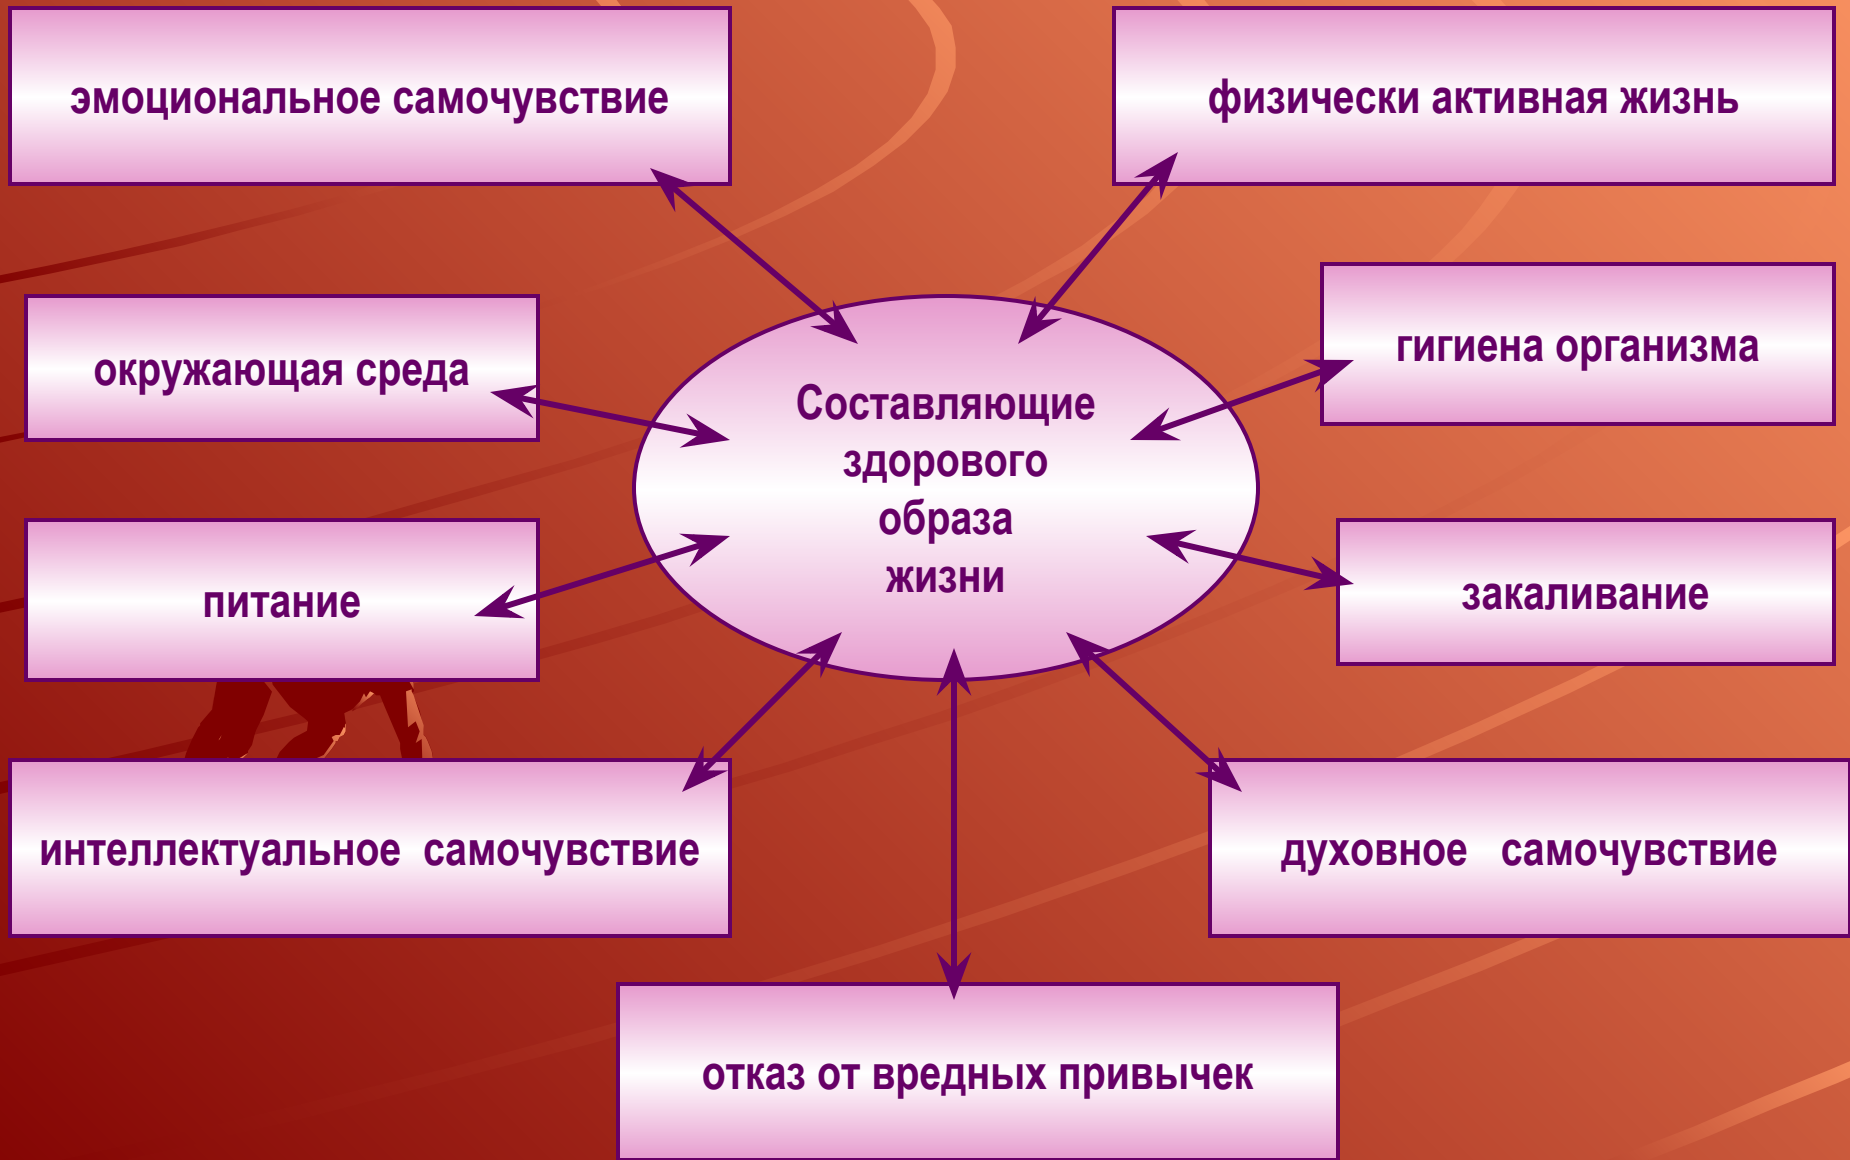 эмоциональное самочувствие
физически активная жизнь
окружающая среда
гигиена организма
Составляющие
здорового
образа
жизни
питание
закаливание
интеллектуальное самочувствие
духовное самочувствие
отказ от вредных привычек